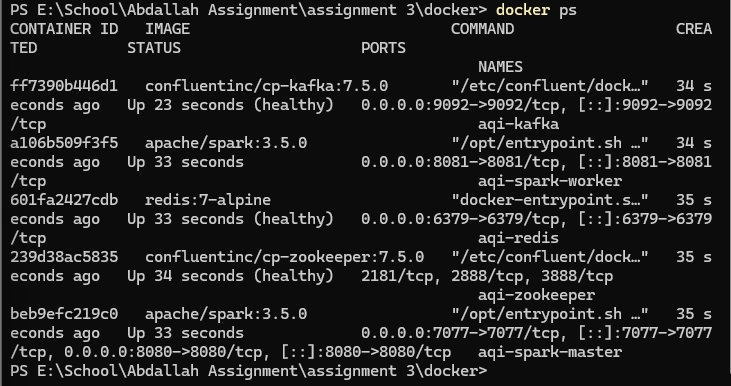 PS E:\School\Abdallah Assignment\assignment 3\docker> docker ps
CONTAINER ID   IMAGE                             COMMAND                  CREA
TED          STATUS                    PORTS
                                                    NAMES
ff7390b446d1   confluentinc/cp-kafka:7.5.0       "/etc/confluent/dock…"   34 s
econds ago   Up 23 seconds (healthy)   0.0.0.0:9092->9092/tcp, [::]:9092->9092
/tcp                                                aqi-kafka
a106b509f3f5   apache/spark:3.5.0                "/opt/entrypoint.sh …"   34 s
econds ago   Up 33 seconds             0.0.0.0:8081->8081/tcp, [::]:8081->8081
/tcp                                                aqi-spark-worker
601fa2427cdb   redis:7-alpine                    "docker-entrypoint.s…"   35 s
econds ago   Up 33 seconds (healthy)   0.0.0.0:6379->6379/tcp, [::]:6379->6379
/tcp                                                aqi-redis
239d38ac5835   confluentinc/cp-zookeeper:7.5.0   "/etc/confluent/dock…"   35 s
econds ago   Up 34 seconds (healthy)   2181/tcp, 2888/tcp, 3888/tcp
                                                    aqi-zookeeper
beb9efc219c0   apache/spark:3.5.0                "/opt/entrypoint.sh …"   35 s
econds ago   Up 33 seconds             0.0.0.0:7077->7077/tcp, [::]:7077->7077
/tcp, 0.0.0.0:8080->8080/tcp, [::]:8080->8080/tcp   aqi-spark-master
PS E:\School\Abdallah Assignment\assignment 3\docker>